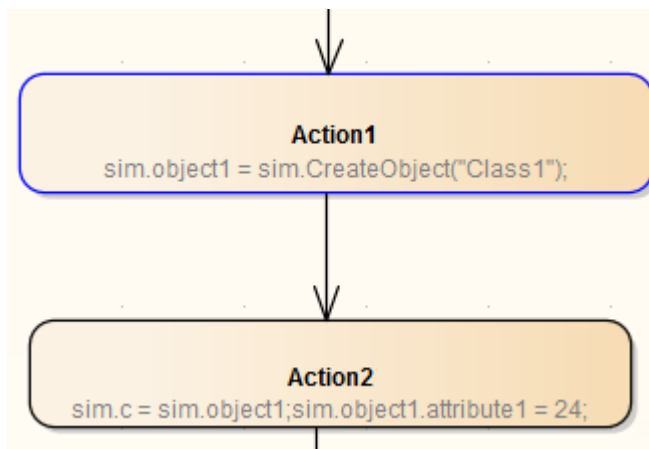 Action1
sim.object1 = sim.CreateObject("Class1");
Action2
sim.c = sim.object1;sim.object1.attribute1 = 24;